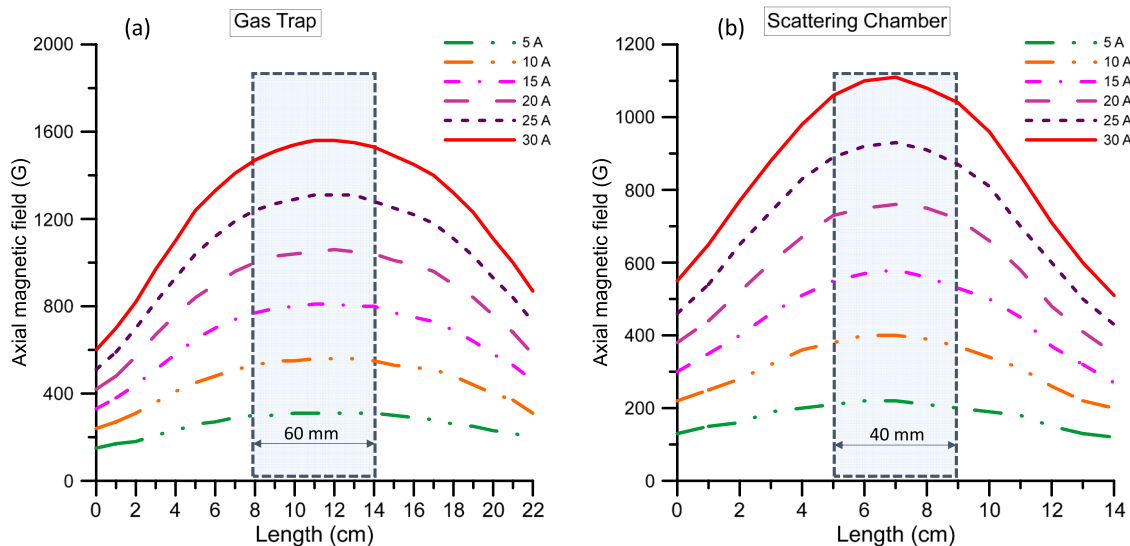 (a)
Gas Trap
5 A
10 A
15 A
20 A
25 A
30 A
2000
1600
1200
800
400
0
Axial magnetic field (G)
60 mm
0 2 4 6 8 10 12 14 16 18 20 22
Length (cm)
(b)
Scattering Chamber
5 A
10 A
15 A
20 A
25 A
30 A
1200
1000
800
600
400
200
0
Axial magnetic field (G)
40 mm
0 2 4 6 8 10 12 14
Length (cm)